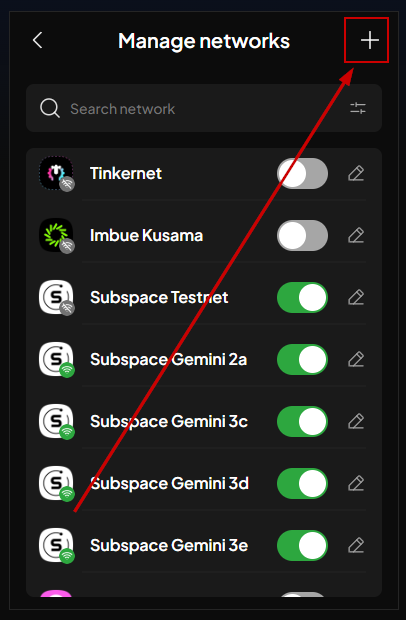 Manage networks
Search network
Tinkernet
Imbue Kusama
Subspace Testnet
Subspace Gemini 2a
Subspace Gemini 3c
Subspace Gemini 3d
Subspace Gemini 3e